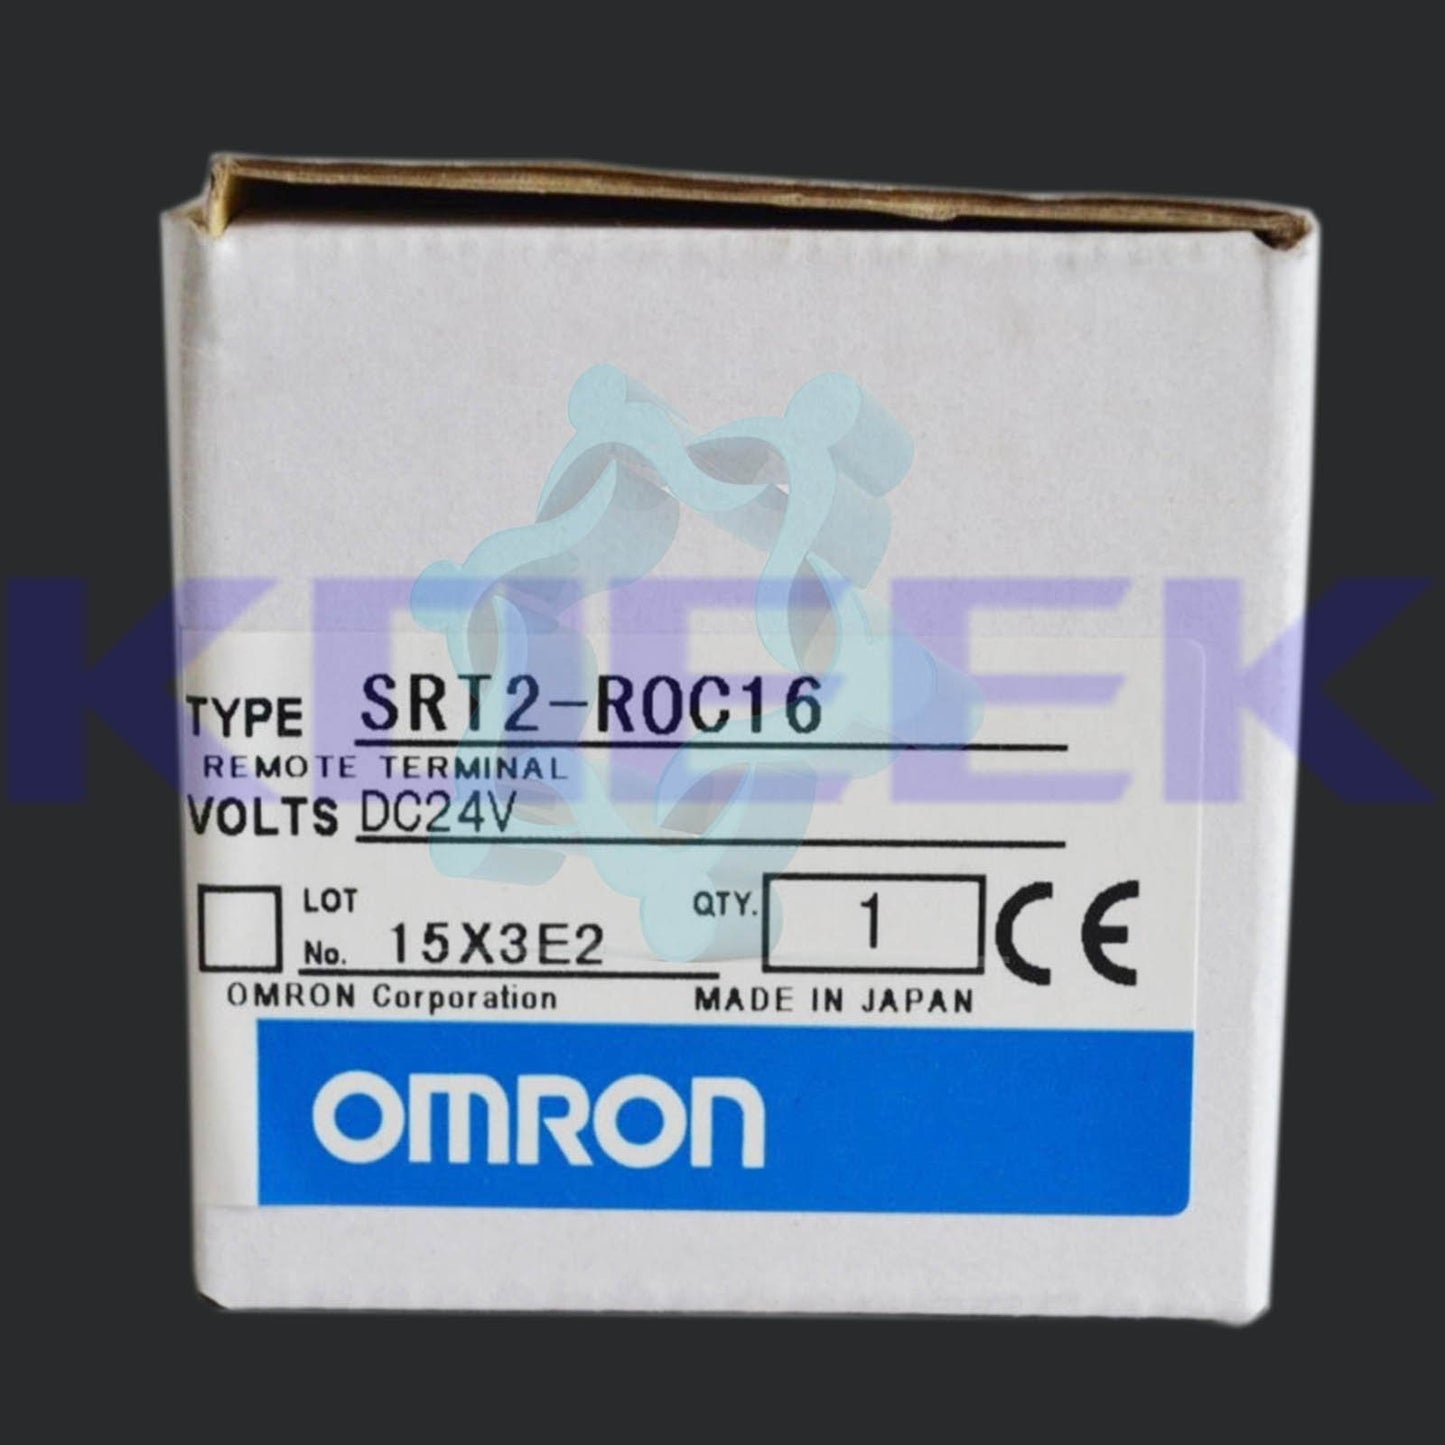 KOEEK
TYPE SRT2-ROC16
REMOTE TERMINAL
VOLTS DC24V
LOT No. 15X3E2 QTY. 1 CE
OMRON Corporation MADE IN JAPAN
OMRON